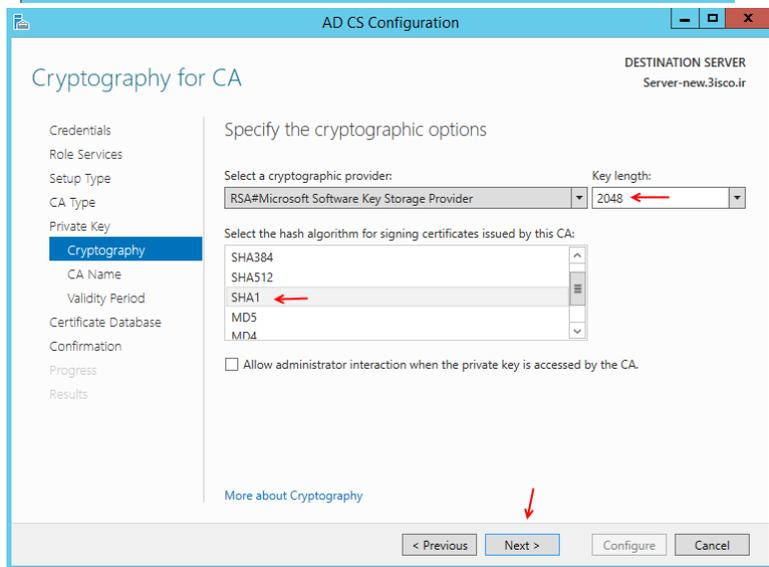 AD CS Configuration
Cryptography for CA
DESTINATION SERVER
Server-new.3isco.ir
Credentials
Role Services
Setup Type
CA Type
Private Key
Cryptography
CA Name
Validity Period
Certificate Database
Confirmation
Progress
Results
Specify the cryptographic options
Select a cryptographic provider:
Key length:
RSA#Microsoft Software Key Storage Provider
2048
Select the hash algorithm for signing certificates issued by this CA:
SHA384
SHA512
SHA1
MD5
MD4
Allow administrator interaction when the private key is accessed by the CA.
More about Cryptography
< Previous
Next >
Configure
Cancel